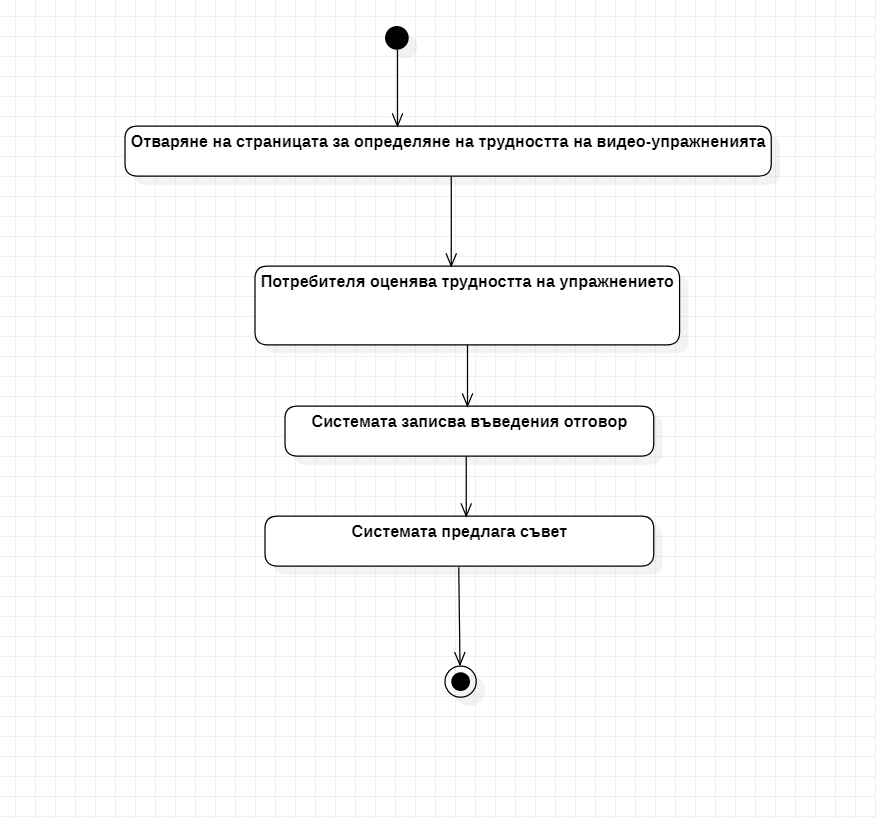 Отваряне на страницата за определяне на трудността на видео-упражненията
Потребителя оценява трудността на упражнението
Системата записва въведения отговор
Системата предлага съвет